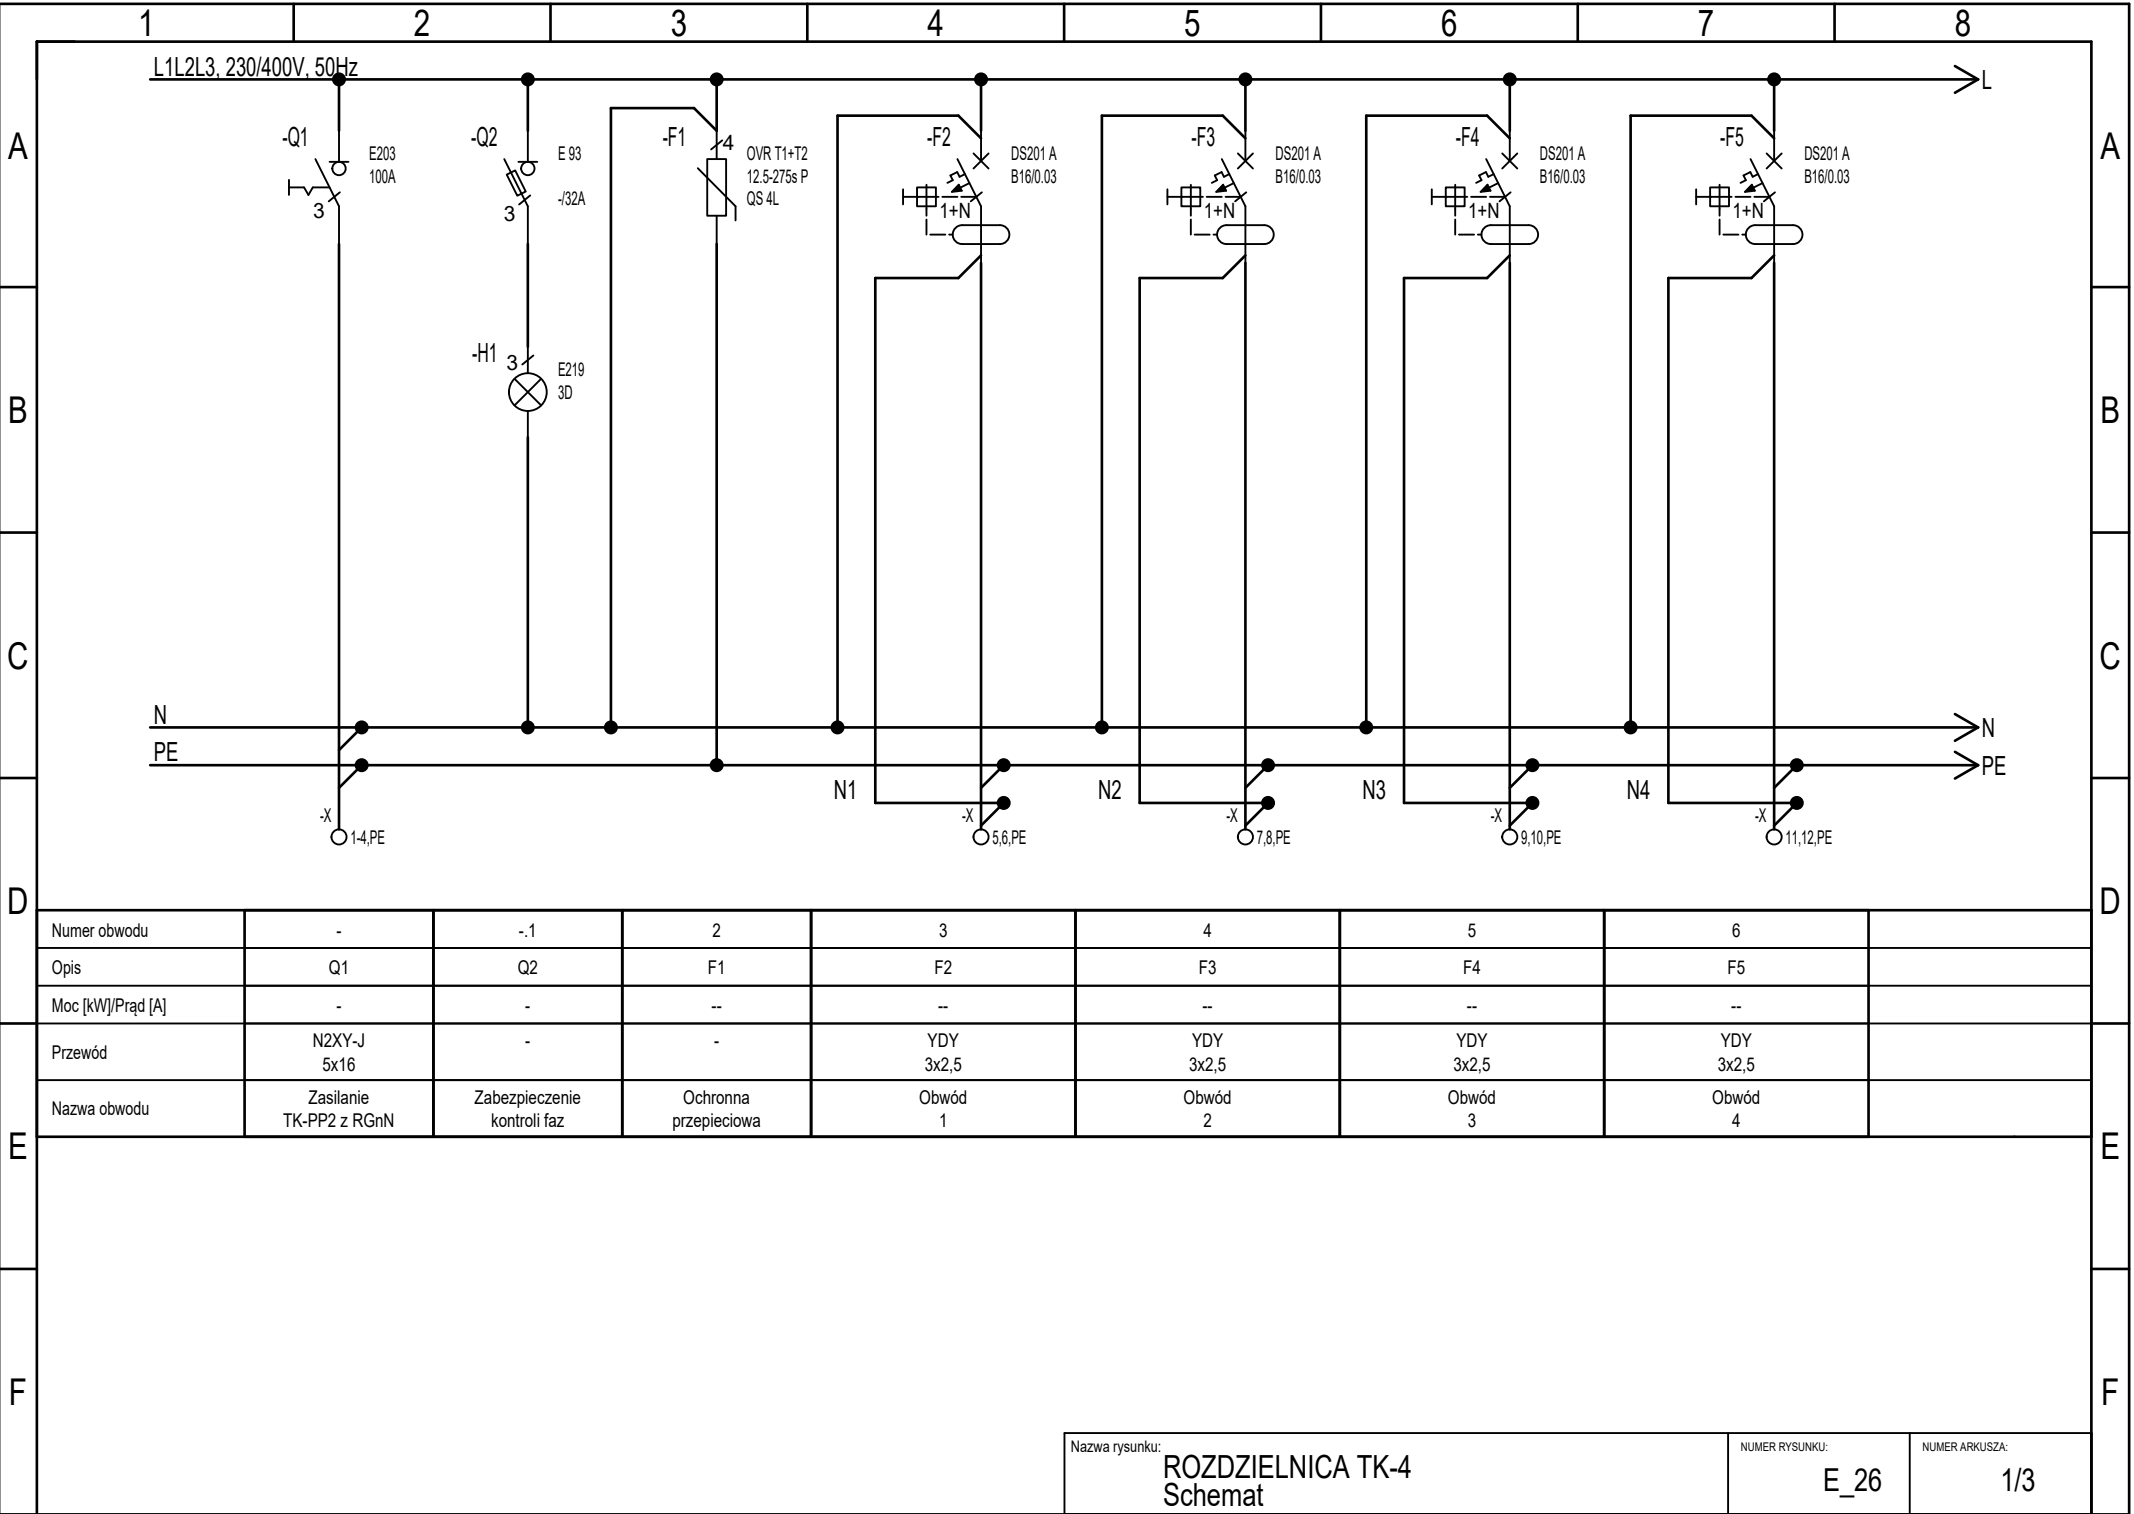 1 2 3 4 5 6 7 8
L1L2L3, 230/400V, 50Hz
L
A
A
-Q1
E203
100A
3
-Q2
E 93
-/32A
3
-F1
4
OVR T1+T2
12.5-275s P
QS 4L
-F2
DS201 A
B16/0.03
1+N
-F3
DS201 A
B16/0.03
1+N
-F4
DS201 A
B16/0.03
1+N
-F5
DS201 A
B16/0.03
1+N
-H1
3
E219
3D
B
B
C
C
N
N
PE
PE
N1
N2
N3
N4
-X
1-4,PE
-X
5,6,PE
-X
7,8,PE
-X
9,10,PE
-X
11,12,PE
D
D
Numer obwodu - -.1 2 3 4 5 6
Opis Q1 Q2 F1 F2 F3 F4 F5
Moc [kW]/Prąd [A] - - -- -- -- -- --
Przewód
N2XY-J
5x16
-
-
YDY
3x2,5
YDY
3x2,5
YDY
3x2,5
YDY
3x2,5
Nazwa obwodu
Zasilanie
TK-PP2 z RGnN
Zabezpieczenie
kontroli faz
Ochronna
przepieciowa
Obwód
1
Obwód
2
Obwód
3
Obwód
4
E
E
F
F
Nazwa rysunku:
ROZDZIELNICA TK-4
Schemat
NUMER RYSUNKU:
E_26
NUMER ARKUSZA:
1/3